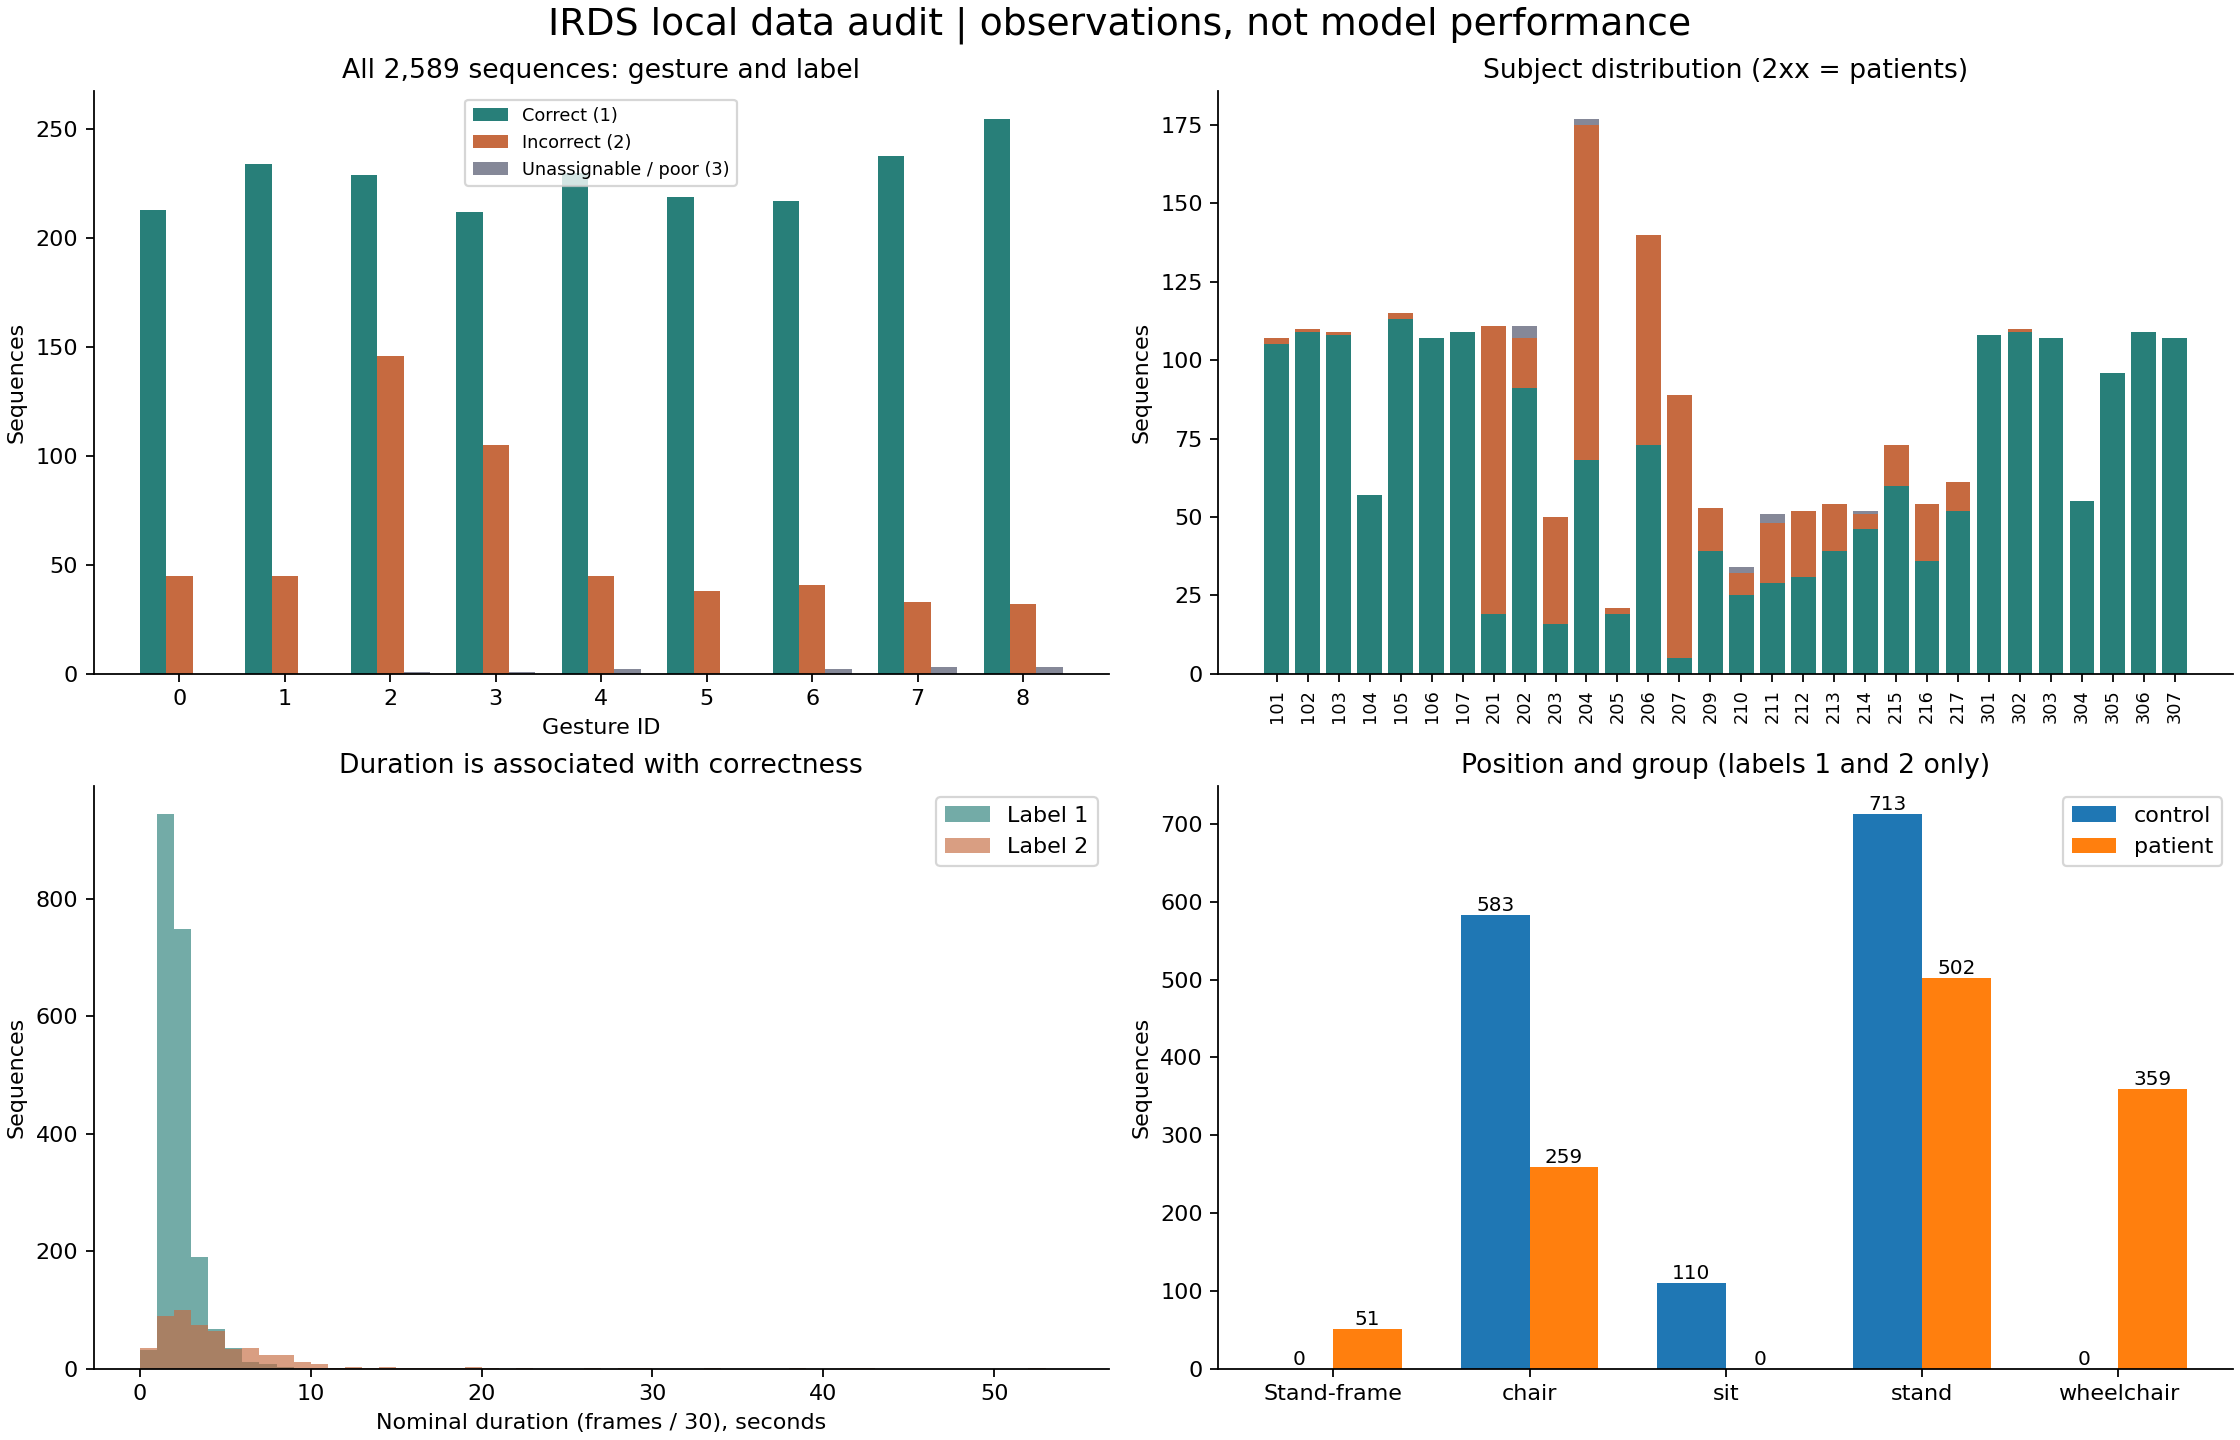 IRDS local data audit | observations, not model performance
All 2,589 sequences: gesture and label
Sequences
250
200
150
100
50
0
Correct (1)
Incorrect (2)
Unassignable / poor (3)
0 1 2 3 4 5 6 7 8
Gesture ID
Subject distribution (2xx = patients)
Sequences
175
150
125
100
75
50
25
0
101 102 103 104 105 106 107 201 202 203 204 205 206 207 209 210 211 212 213 214 215 216 217 301 302 303 304 305 306 307
Duration is associated with correctness
Sequences
800
600
400
200
0
Label 1
Label 2
0 10 20 30 40 50
Nominal duration (frames / 30), seconds
Position and group (labels 1 and 2 only)
Sequences
700
600
500
400
300
200
100
0
control
patient
0 51 583 259 110 0 713 502 0 359
Stand-frame chair sit stand wheelchair